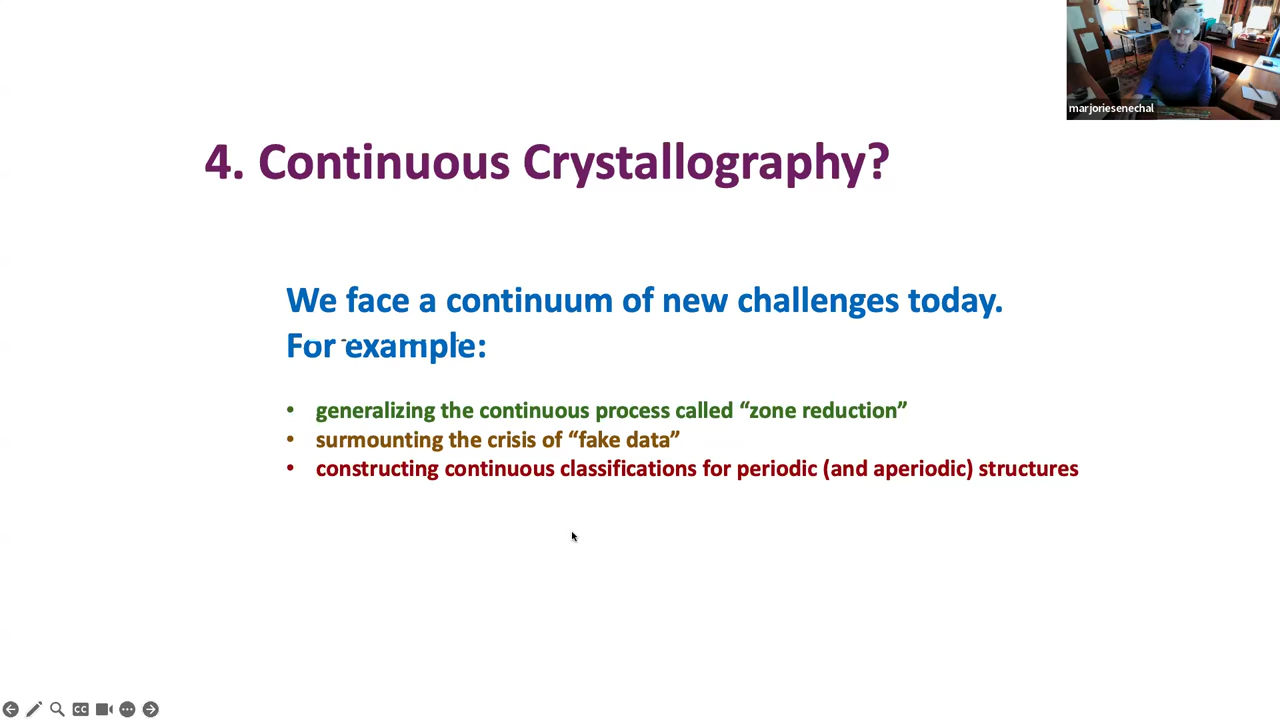 marjoriesenechal
4. Continuous Crystallography?
We face a continuum of new challenges today.
For example:
• generalizing the continuous process called “zone reduction”
• surmounting the crisis of “fake data”
• constructing continuous classifications for periodic (and aperiodic) structures
CC